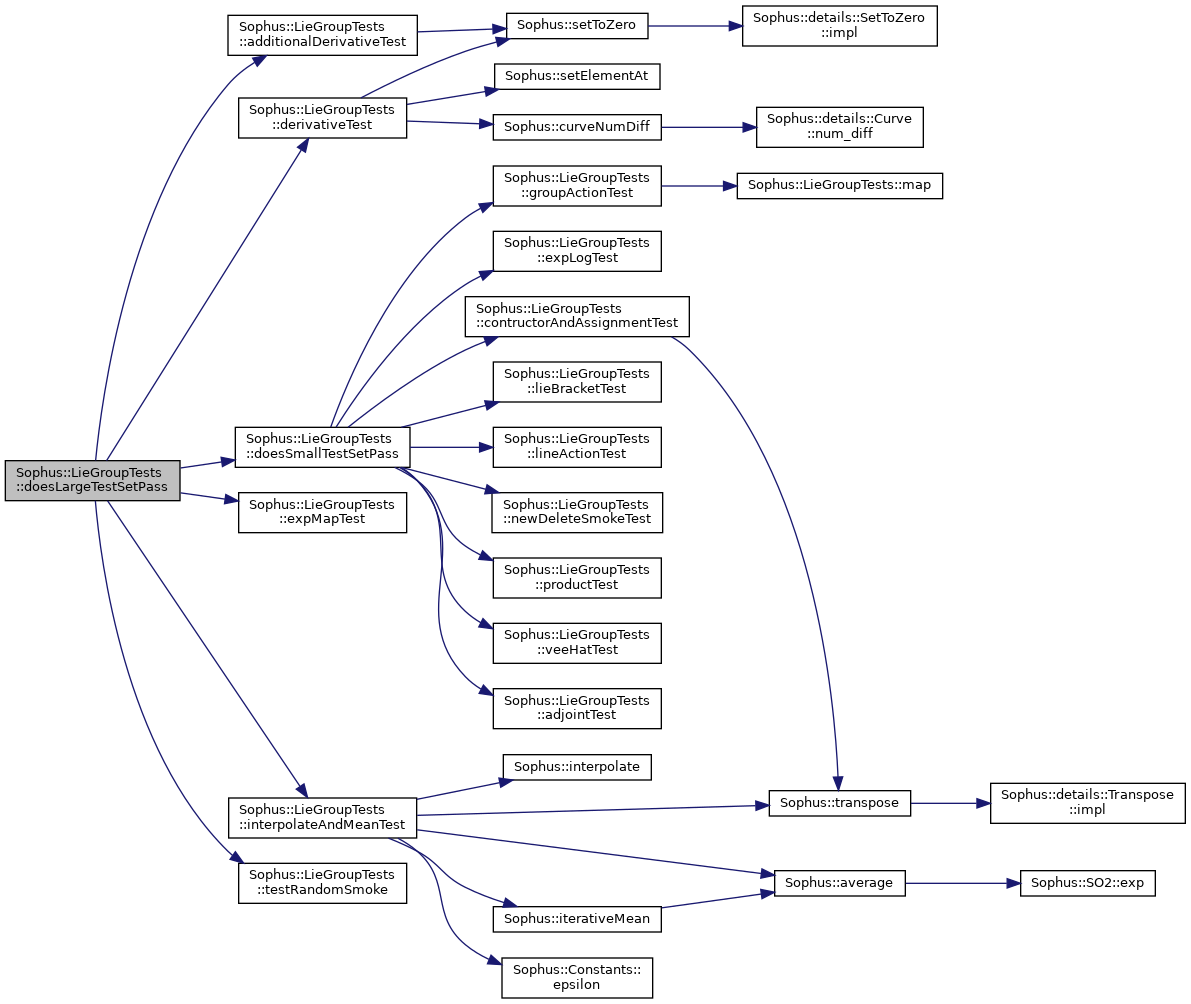 Sophus::LieGroupTests
::doesLargeTestSetPass
Sophus::LieGroupTests
::additionalDerivativeTest
Sophus::LieGroupTests
::derivativeTest
Sophus::LieGroupTests
::doesSmallTestSetPass
Sophus::LieGroupTests
::expMapTest
Sophus::LieGroupTests
::interpolateAndMeanTest
Sophus::LieGroupTests
::testRandomSmoke
Sophus::setToZero
Sophus::setElementAt
Sophus::curveNumDiff
Sophus::LieGroupTests
::groupActionTest
Sophus::LieGroupTests
::expLogTest
Sophus::LieGroupTests
::contructorAndAssignmentTest
Sophus::LieGroupTests
::lieBracketTest
Sophus::LieGroupTests
::lineActionTest
Sophus::LieGroupTests
::newDeleteSmokeTest
Sophus::LieGroupTests
::productTest
Sophus::LieGroupTests
::veeHatTest
Sophus::LieGroupTests
::adjointTest
Sophus::interpolate
Sophus::iterativeMean
Sophus::Constants::
epsilon
Sophus::details::SetToZero
::impl
Sophus::details::Curve
::num_diff
Sophus::LieGroupTests::map
Sophus::transpose
Sophus::average
Sophus::details::Transpose
::impl
Sophus::SO2::exp